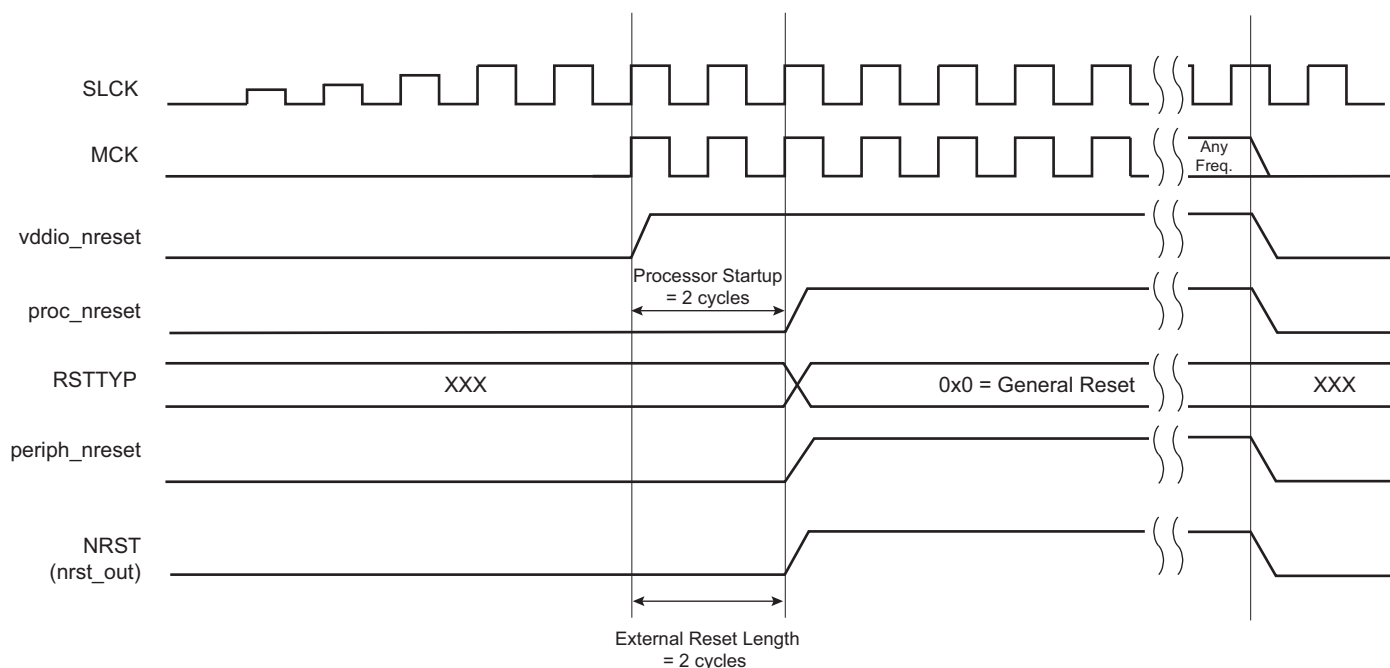 SLCK
MCK
Any
Freq.
vddio_nreset
Processor Startup
= 2 cycles
proc_nreset
RSTTYP
XXX
0x0 = General Reset
XXX
periph_nreset
NRST
(nrst_out)
External Reset Length
= 2 cycles